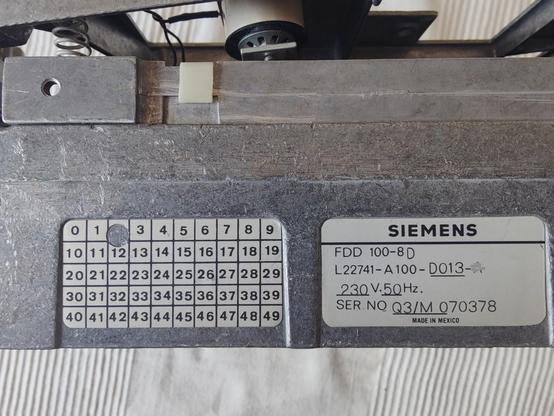 0 1 3 4 5 6 7 8 9
10 11 12 13 14 15 16 17 18 19
20 21 22 23 24 25 26 27 28 29
30 31 32 33 34 35 36 37 38 39
40 41 42 43 44 45 46 47 48 49
SIEMENS
FDD 100-8D
L22741-A100-D013-
230 V. 50 Hz.
SER NO Q3/M 070378
MADE IN MEXICO